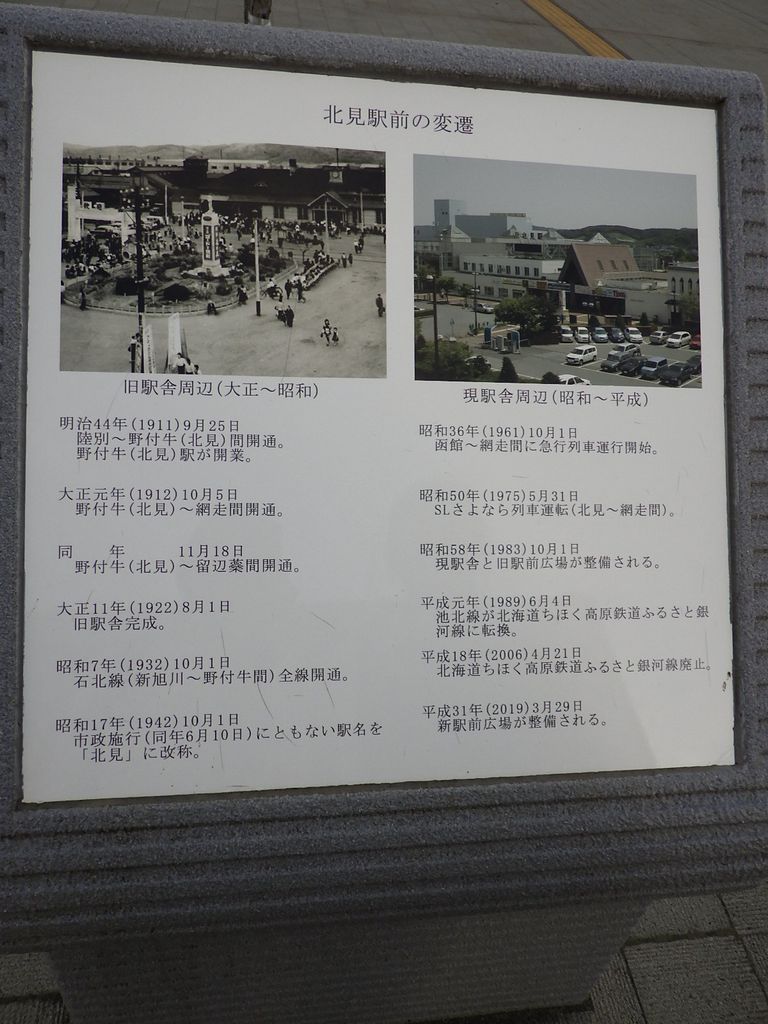 北見駅前の変遷
旧駅舎周辺(大正～昭和)
明治44年(1911)9月25日
陸別～野付牛(北見)間開通。
野付牛(北見)駅が開業。
大正元年(1912)10月5日
野付牛(北見)～網走間開通。
同　　年　　　11月18日
野付牛(北見)～留辺蘂間開通。
大正11年(1922)8月1日
旧駅舎完成。
昭和7年(1932)10月1日
石北線(新旭川～野付牛間)全線開通。
昭和17年(1942)10月1日
市政施行(同年6月10日)にともない駅名を
「北見」に改称。
現駅舎周辺(昭和～平成)
昭和36年(1961)10月1日
函館～網走間に急行列車運行開始。
昭和50年(1975)5月31日
SLさよなら列車運転(北見～網走間)。
昭和58年(1983)10月1日
現駅舎と旧駅前広場が整備される。
平成元年(1989)6月4日
池北線が北海道ちほく高原鉄道ふるさと銀
河線に転換。
平成18年(2006)4月21日
北海道ちほく高原鉄道ふるさと銀河線廃止。
平成31年(2019)3月29日
新駅前広場が整備される。